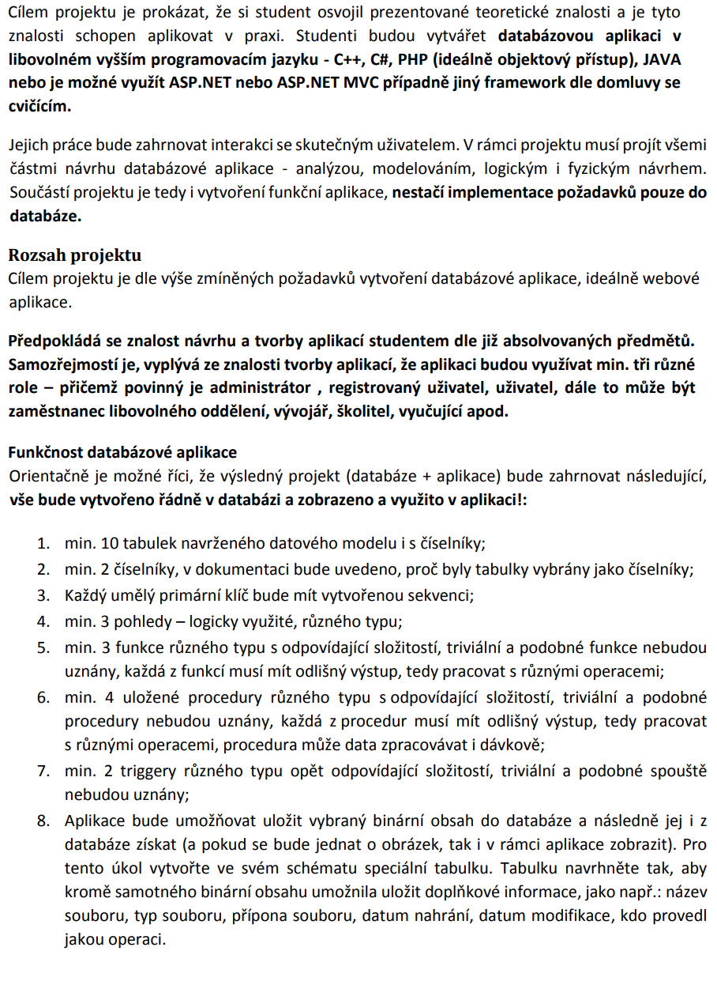 Cílem projektu je prokázat, že si student osvojil prezentované teoretické znalosti a je tyto
znalosti schopen aplikovat v praxi. Studenti budou vytvářet databázovou aplikaci v
libovolném vyšším programovacím jazyku - C++, C#, PHP (ideálně objektový přístup), JAVA
nebo je možné využít ASP.NET nebo ASP.NET MVC případně jiný framework dle domluvy se
cvičícím.
Jejich práce bude zahrnovat interakci se skutečným uživatelem. V rámci projektu musí projít všemi
částmi návrhu databázové aplikace - analýzou, modelováním, logickým i fyzickým návrhem.
Součástí projektu je tedy i vytvoření funkční aplikace, nestačí implementace požadavků pouze do
databáze.
Rozsah projektu
Cílem projektu je dle výše zmíněných požadavků vytvoření databázové aplikace, ideálně webové
aplikace.
Předpokládá se znalost návrhu a tvorby aplikací studentem dle již absolvovaných předmětů.
Samozřejmostí je, vyplývá ze znalosti tvorby aplikací, že aplikaci budou využívat min. tři různé
role – přičemž povinný je administrátor , registrovaný uživatel, uživatel, dále to může být
zaměstnanec libovolného oddělení, vývojář, školitel, vyučující apod.
Funkčnost databázové aplikace
Orientačně je možné říci, že výsledný projekt (databáze + aplikace) bude zahrnovat následující,
vše bude vytvořeno řádně v databázi a zobrazeno a využito v aplikaci!:
1. min. 10 tabulek navrženého datového modelu i s číselníky;
2. min. 2 číselníky, v dokumentaci bude uvedeno, proč byly tabulky vybrány jako číselníky;
3. Každý umělý primární klíč bude mít vytvořenou sekvenci;
4. min. 3 pohledy – logicky využité, různého typu;
5. min. 3 funkce různého typu s odpovídající složitostí, triviální a podobné funkce nebudou
uznány, každá z funkcí musí mít odlišný výstup, tedy pracovat s různými operacemi;
6. min. 4 uložené procedury různého typu s odpovídající složitostí, triviální a podobné
procedury nebudou uznány, každá z procedur musí mít odlišný výstup, tedy pracovat
s různými operacemi, procedura může data zpracovávat i dávkově;
7. min. 2 triggery různého typu opět odpovídající složitostí, triviální a podobné spouště
nebudou uznány;
8. Aplikace bude umožňovat uložit vybraný binární obsah do databáze a následně jej i z
databáze získat (a pokud se bude jednat o obrázek, tak i v rámci aplikace zobrazit). Pro
tento úkol vytvořte ve svém schématu speciální tabulku. Tabulku navrhněte tak, aby
kromě samotného binární obsahu umožnila uložit doplňkové informace, jako např.: název
souboru, typ souboru, přípona souboru, datum nahrání, datum modifikace, kdo provedl
jakou operaci.